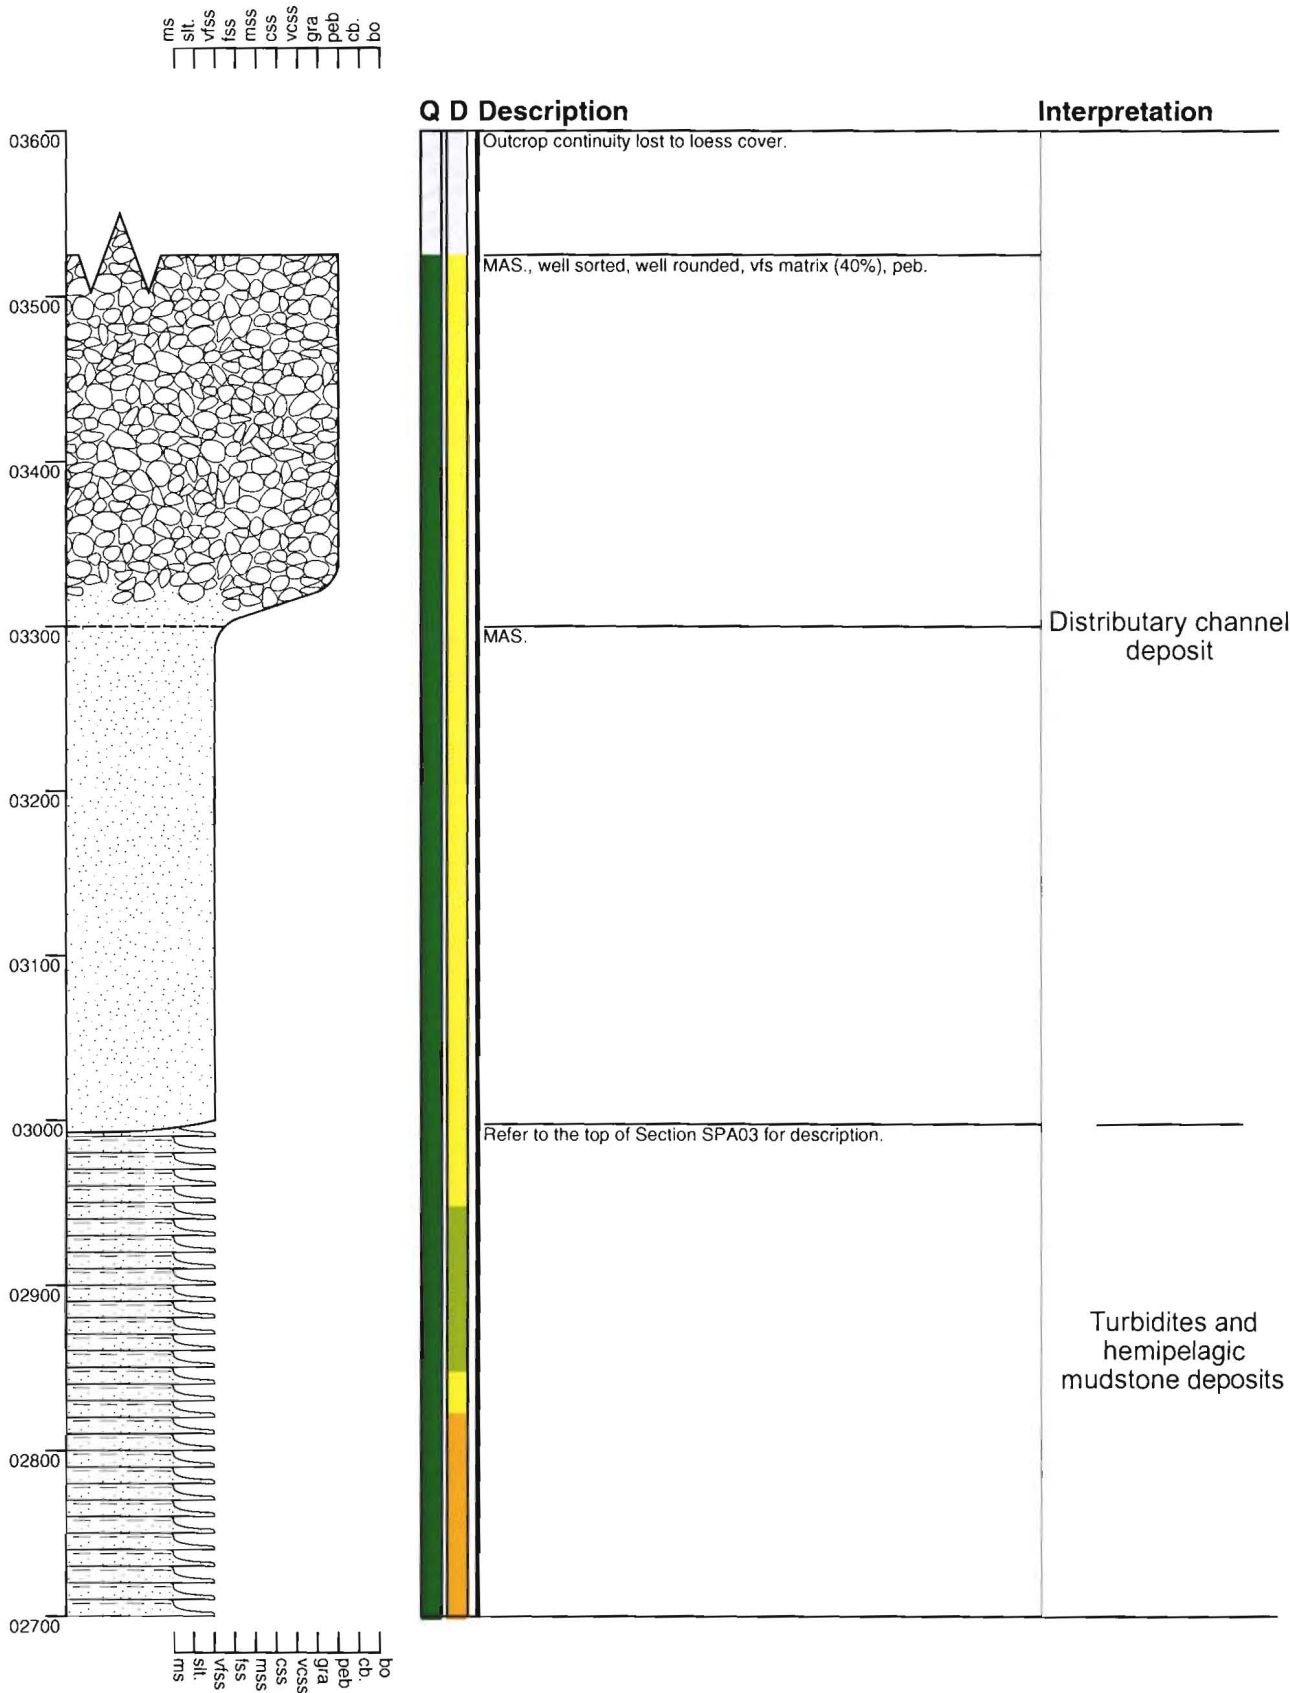 ms slt. vfss fss mss css vcss gra peb cb. bo
Q D Description Interpretation
03600
Outcrop continuity lost to loess cover.
MAS., well sorted, well rounded, vfs matrix (40%), peb.
03500
03400
03300
MAS.
Distributary channel
deposit
03200
03100
03000
Refer to the top of Section SPA03 for description.
02900
Turbidites and
hemipelagic
mudstone deposits
02800
02700
ms slt. vfss fss mss css vcss gra peb cb. bo